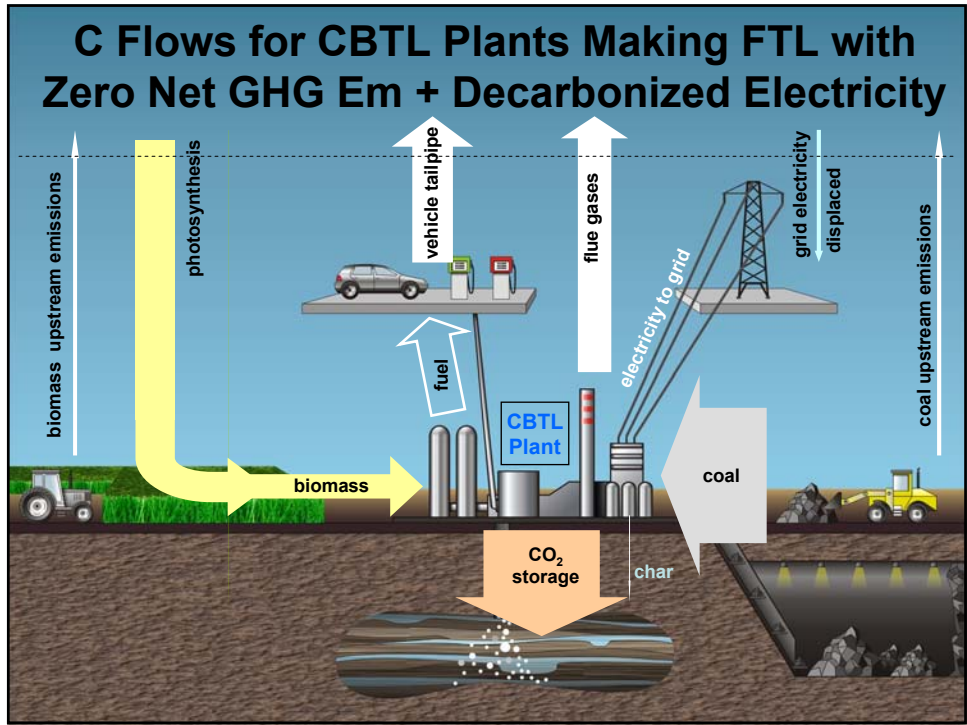 C Flows for CBTL Plants Making FTL with
Zero Net GHG Em + Decarbonized Electricity
biomass upstream emissions
photosynthesis
vehicle tailpipe
flue gases
grid electricity
displaced
coal upstream emissions
electricity to grid
fuel
CBTL
Plant
biomass
coal
CO₂
storage
char